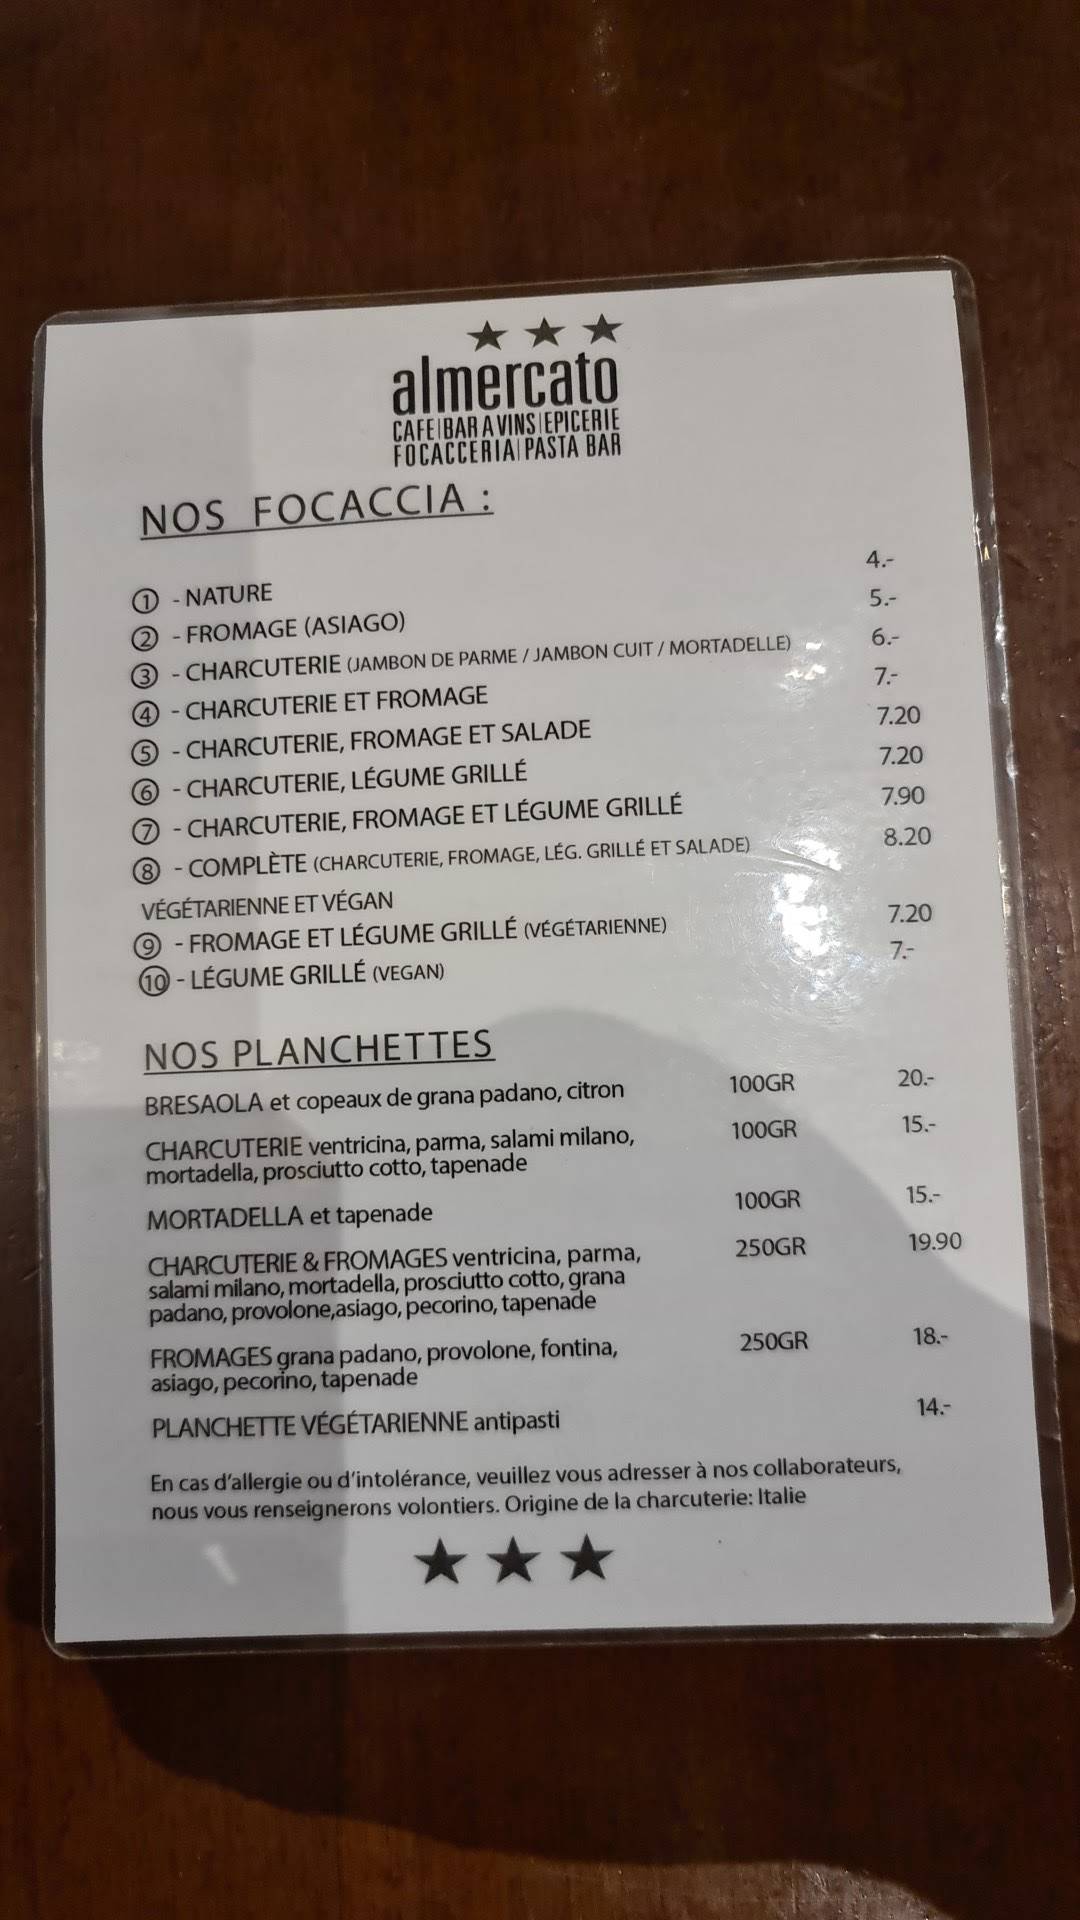 almercato
CAFE|BAR A VINS|EPICERIE
FOCACCERIA|PASTA BAR
NOS FOCACCIA :
1 - NATURE 4.-
2 - FROMAGE (ASIAGO) 5.-
3 - CHARCUTERIE (JAMBON DE PARME / JAMBON CUIT / MORTADELLE) 6.-
4 - CHARCUTERIE ET FROMAGE 7.-
5 - CHARCUTERIE, FROMAGE ET SALADE 7.20
6 - CHARCUTERIE, LÉGUME GRILLÉ 7.20
7 - CHARCUTERIE, FROMAGE ET LÉGUME GRILLÉ 7.90
8 - COMPLÈTE (CHARCUTERIE, FROMAGE, LÉG. GRILLÉ ET SALADE) 8.20
VÉGÉTARIENNE ET VÉGAN
9 - FROMAGE ET LÉGUME GRILLÉ (VÉGÉTARIENNE) 7.20
10 - LÉGUME GRILLÉ (VEGAN) 7.-
NOS PLANCHETTES
BRESAOLA et copeaux de grana padano, citron 100GR 20.-
CHARCUTERIE ventricina, parma, salami milano, 100GR 15.-
mortadella, prosciutto cotto, tapenade
MORTADELLA et tapenade 100GR 15.-
CHARCUTERIE & FROMAGES ventricina, parma, 250GR 19.90
salami milano, mortadella, prosciutto cotto, grana
padano, provolone,asiago, pecorino, tapenade
FROMAGES grana padano, provolone, fontina, 250GR 18.-
asiago, pecorino, tapenade
PLANCHETTE VÉGÉTARIENNE antipasti 14.-
En cas d'allergie ou d'intolérance, veuillez vous adresser à nos collaborateurs,
nous vous renseignerons volontiers. Origine de la charcuterie: Italie